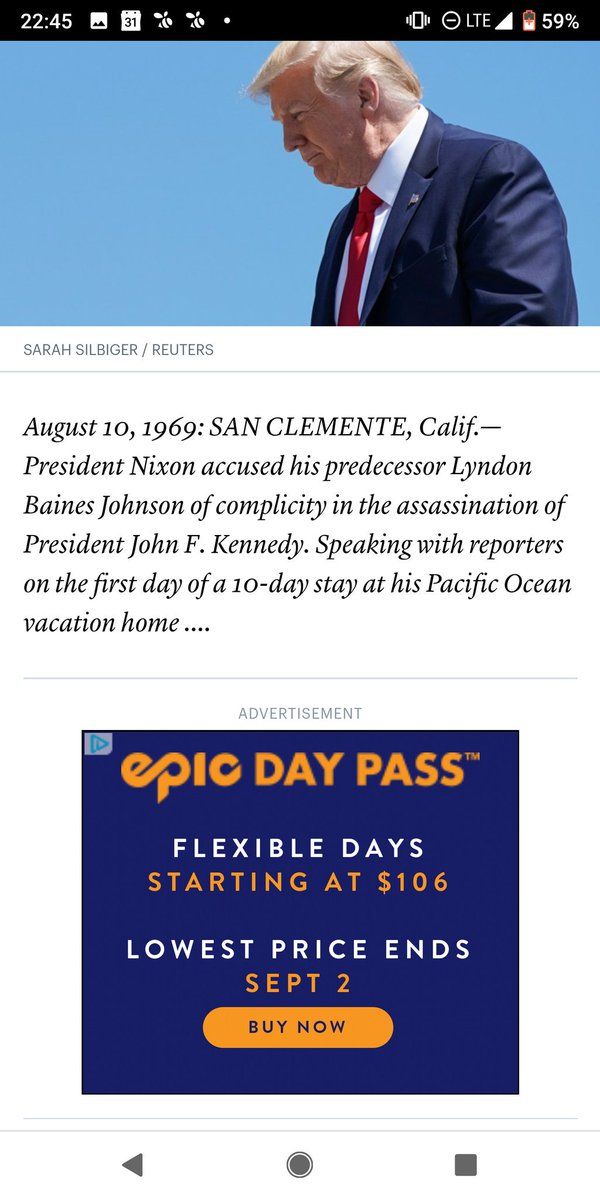 22:45
31
LTE
59%
SARAH SILBIGER / REUTERS
August 10, 1969: SAN CLEMENTE, Calif.—
President Nixon accused his predecessor Lyndon
Baines Johnson of complicity in the assassination of
President John F. Kennedy. Speaking with reporters
on the first day of a 10-day stay at his Pacific Ocean
vacation home ....
ADVERTISEMENT
epic DAY PASS™
FLEXIBLE DAYS
STARTING AT $106
LOWEST PRICE ENDS
SEPT 2
BUY NOW